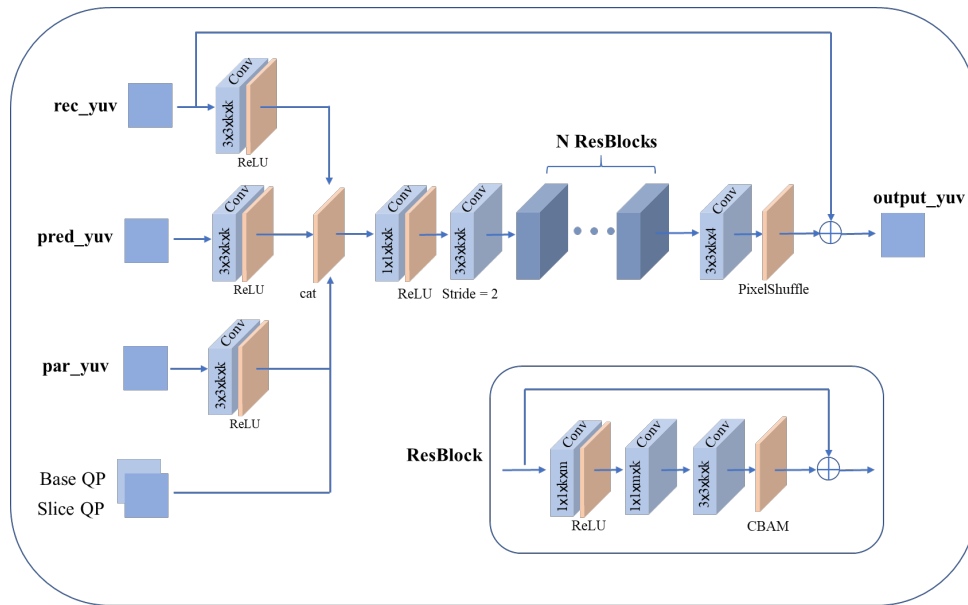 rec_yuv
3x3xkxk
Conv
ReLU
pred_yuv
3x3xkxk
Conv
ReLU
cat
1x1xkxk
Conv
ReLU
3x3xkxk
Conv
Stride = 2
N ResBlocks
3x3xkx4
Conv
PixelShuffle
output_yuv
par_yuv
3x3xkxk
Conv
ReLU
Base QP
Slice QP
ResBlock
1x1xkxm
Conv
ReLU
1x1xmxk
Conv
3x3xkxk
Conv
CBAM